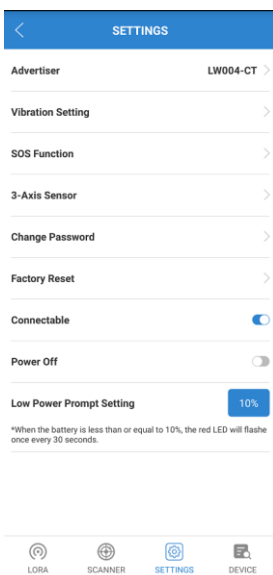 SETTINGS
Advertiser LW004-CT
Vibration Setting
SOS Function
3-Axis Sensor
Change Password
Factory Reset
Connectable
Power Off
Low Power Prompt Setting 10%
*When the battery is less than or equal to 10%, the red LED will flashe
once every 30 seconds.
LORA SCANNER SETTINGS DEVICE